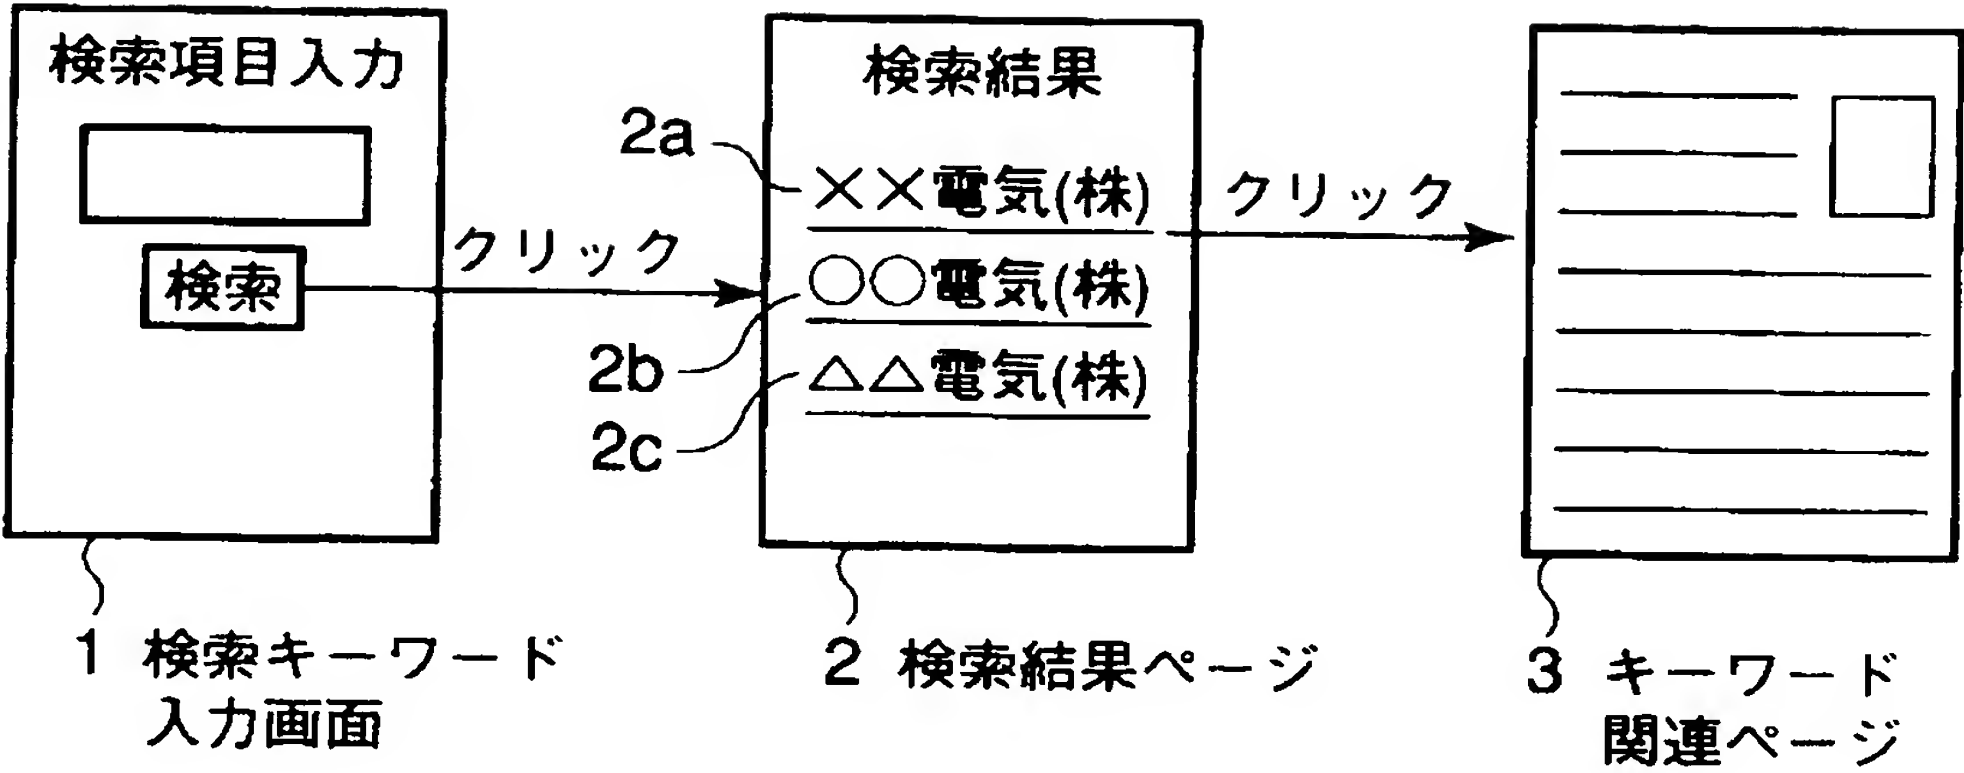 検索項目入力
検索
クリック
1 検索キーワード
入力画面
検索結果
2a ××電気(株)
2b ○○電気(株)
2c △△電気(株)
クリック
2 検索結果ページ
3 キーワード
関連ページ